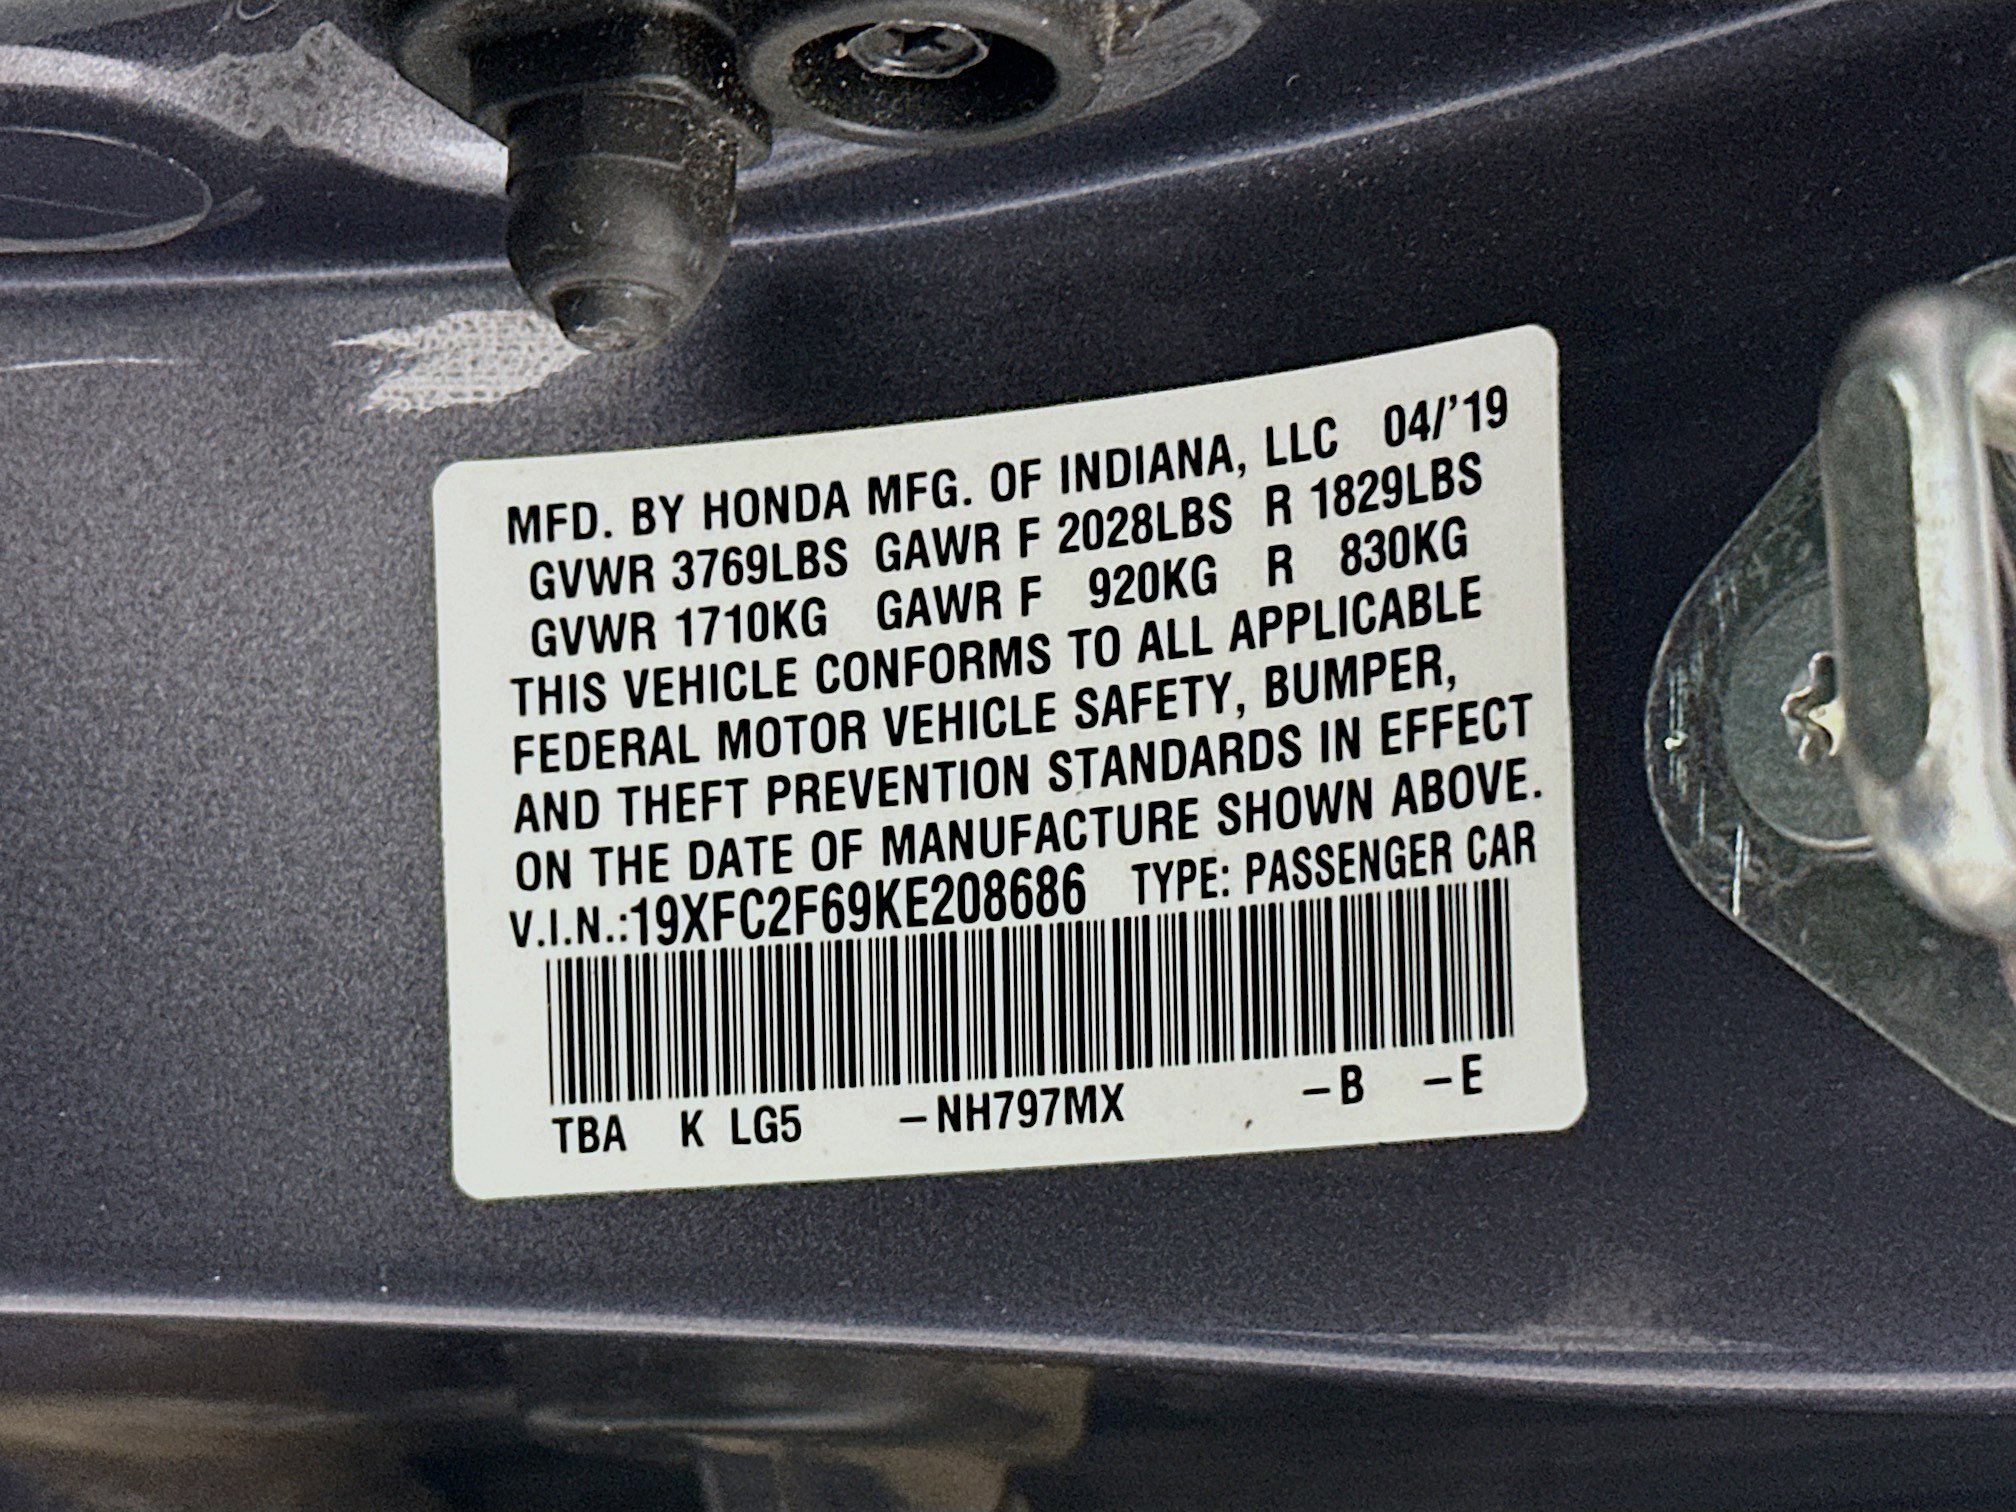 MFD. BY HONDA MFG. OF INDIANA, LLC 04/'19
GVWR 3769LBS GAWR F 2028LBS R 1829LBS
GVWR 1710KG GAWR F 920KG R 830KG
THIS VEHICLE CONFORMS TO ALL APPLICABLE
FEDERAL MOTOR VEHICLE SAFETY, BUMPER,
AND THEFT PREVENTION STANDARDS IN EFFECT
ON THE DATE OF MANUFACTURE SHOWN ABOVE.
V.I.N.:19XFC2F69KE208686 TYPE: PASSENGER CAR
TBA K LG5 –NH797MX –B –E